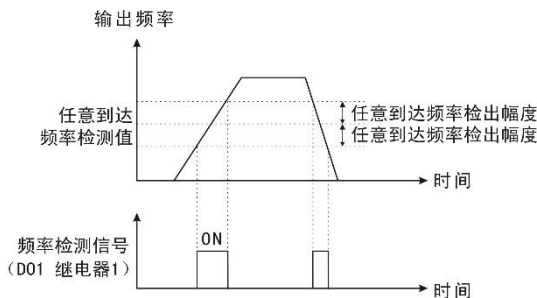 输出频率
任意到达
频率检测值
任意到达频率检出幅度
任意到达频率检出幅度
时间
频率检测信号
（DO1 继电器1）
ON
时间